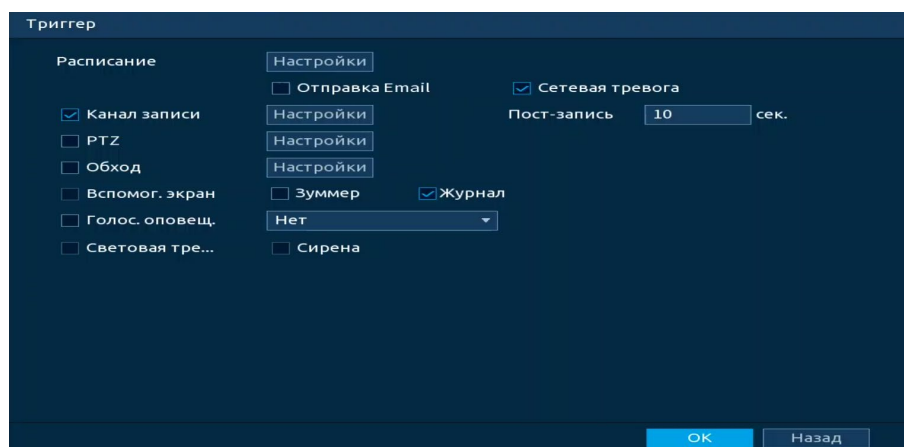 Триггер
Расписание Настройки
Отправка Email Сетевая тревога
Канал записи Настройки Пост-запись 10 сек.
PTZ Настройки
Обход Настройки
Вспомог. экран Зуммер Журнал
Голос. оповещ. Нет
Световая тре... Сирена
OK Назад